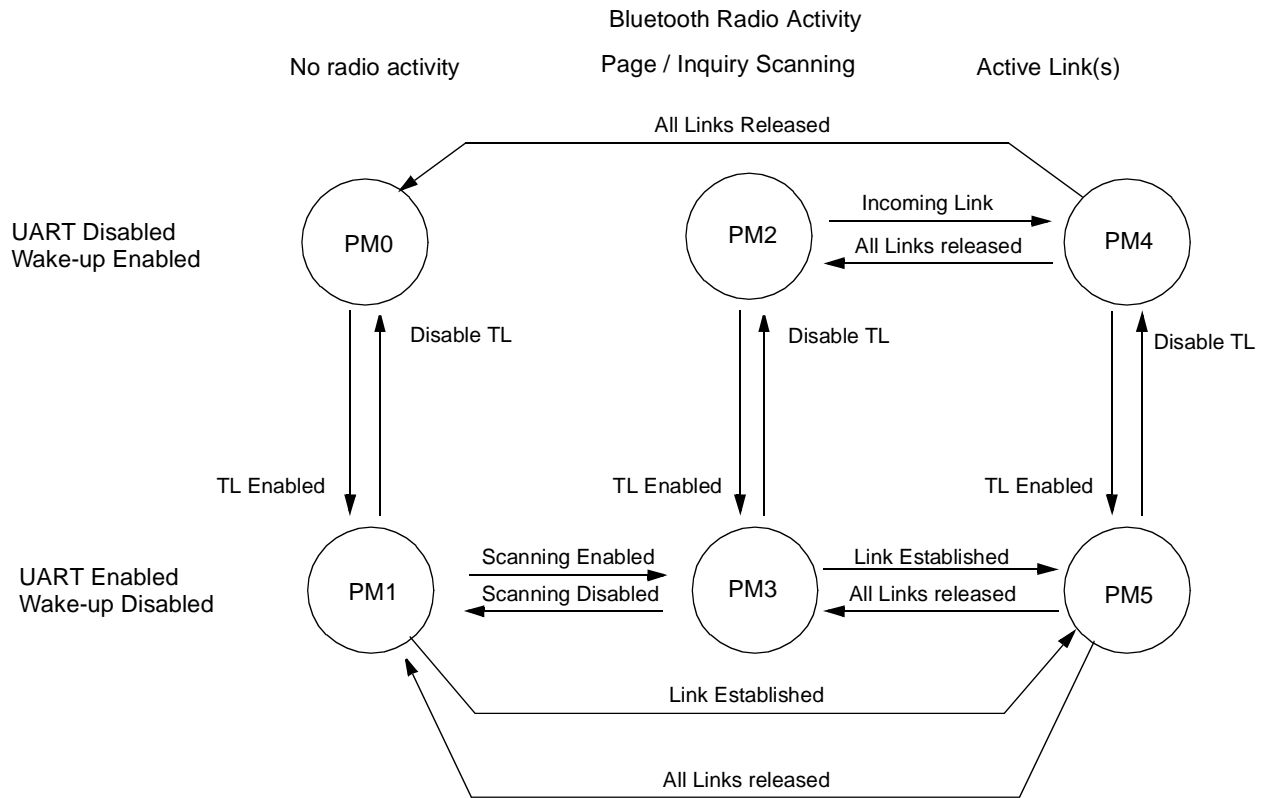 Bluetooth Radio Activity
No radio activity
Page / Inquiry Scanning
Active Link(s)
All Links Released
UART Disabled
Wake-up Enabled
PM0
PM2
Incoming Link
All Links released
PM4
Disable TL
Disable TL
Disable TL
TL Enabled
TL Enabled
TL Enabled
UART Enabled
Wake-up Disabled
PM1
Scanning Enabled
Scanning Disabled
PM3
Link Established
All Links released
PM5
Link Established
All Links released